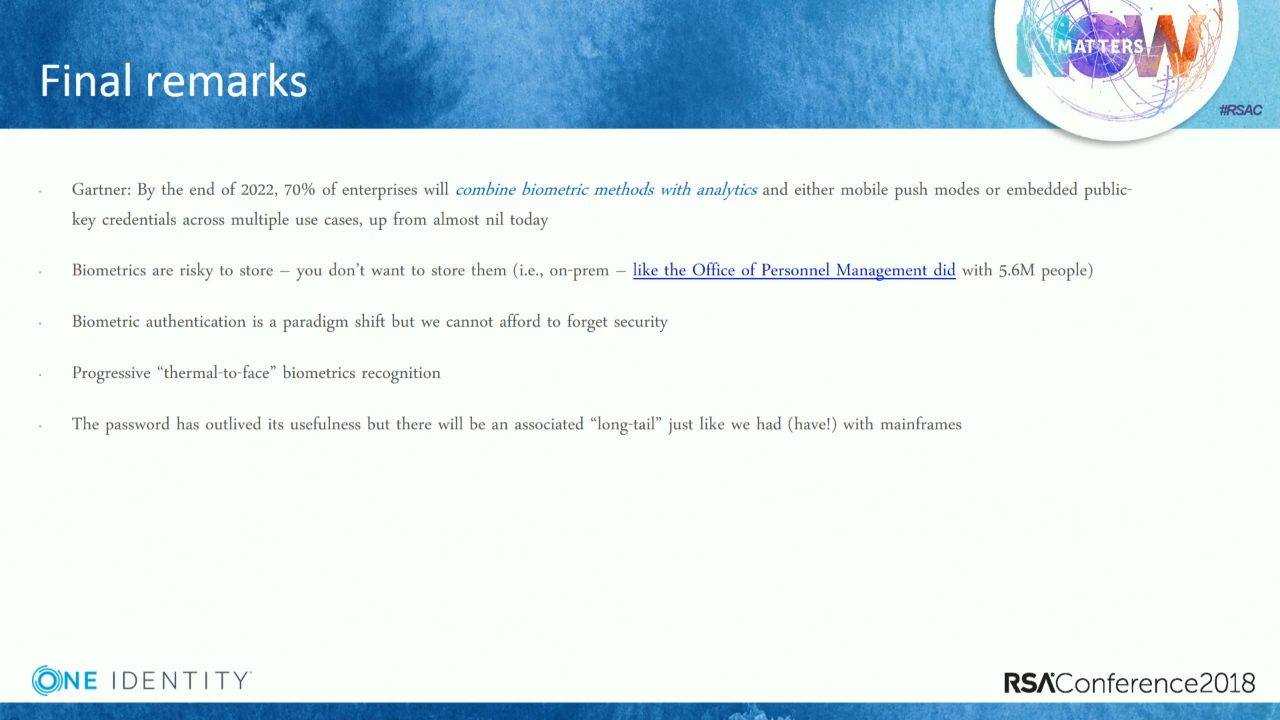 Final remarks
NOW
MATTERS
#RSAC
· Gartner: By the end of 2022, 70% of enterprises will combine biometric methods with analytics and either mobile push modes or embedded public-
key credentials across multiple use cases, up from almost nil today
· Biometrics are risky to store – you don’t want to store them (i.e., on-prem – like the Office of Personnel Management did with 5.6M people)
· Biometric authentication is a paradigm shift but we cannot afford to forget security
· Progressive “thermal-to-face” biometrics recognition
· The password has outlived its usefulness but there will be an associated “long-tail” just like we had (have!) with mainframes
ONE IDENTITY
RSAConference2018